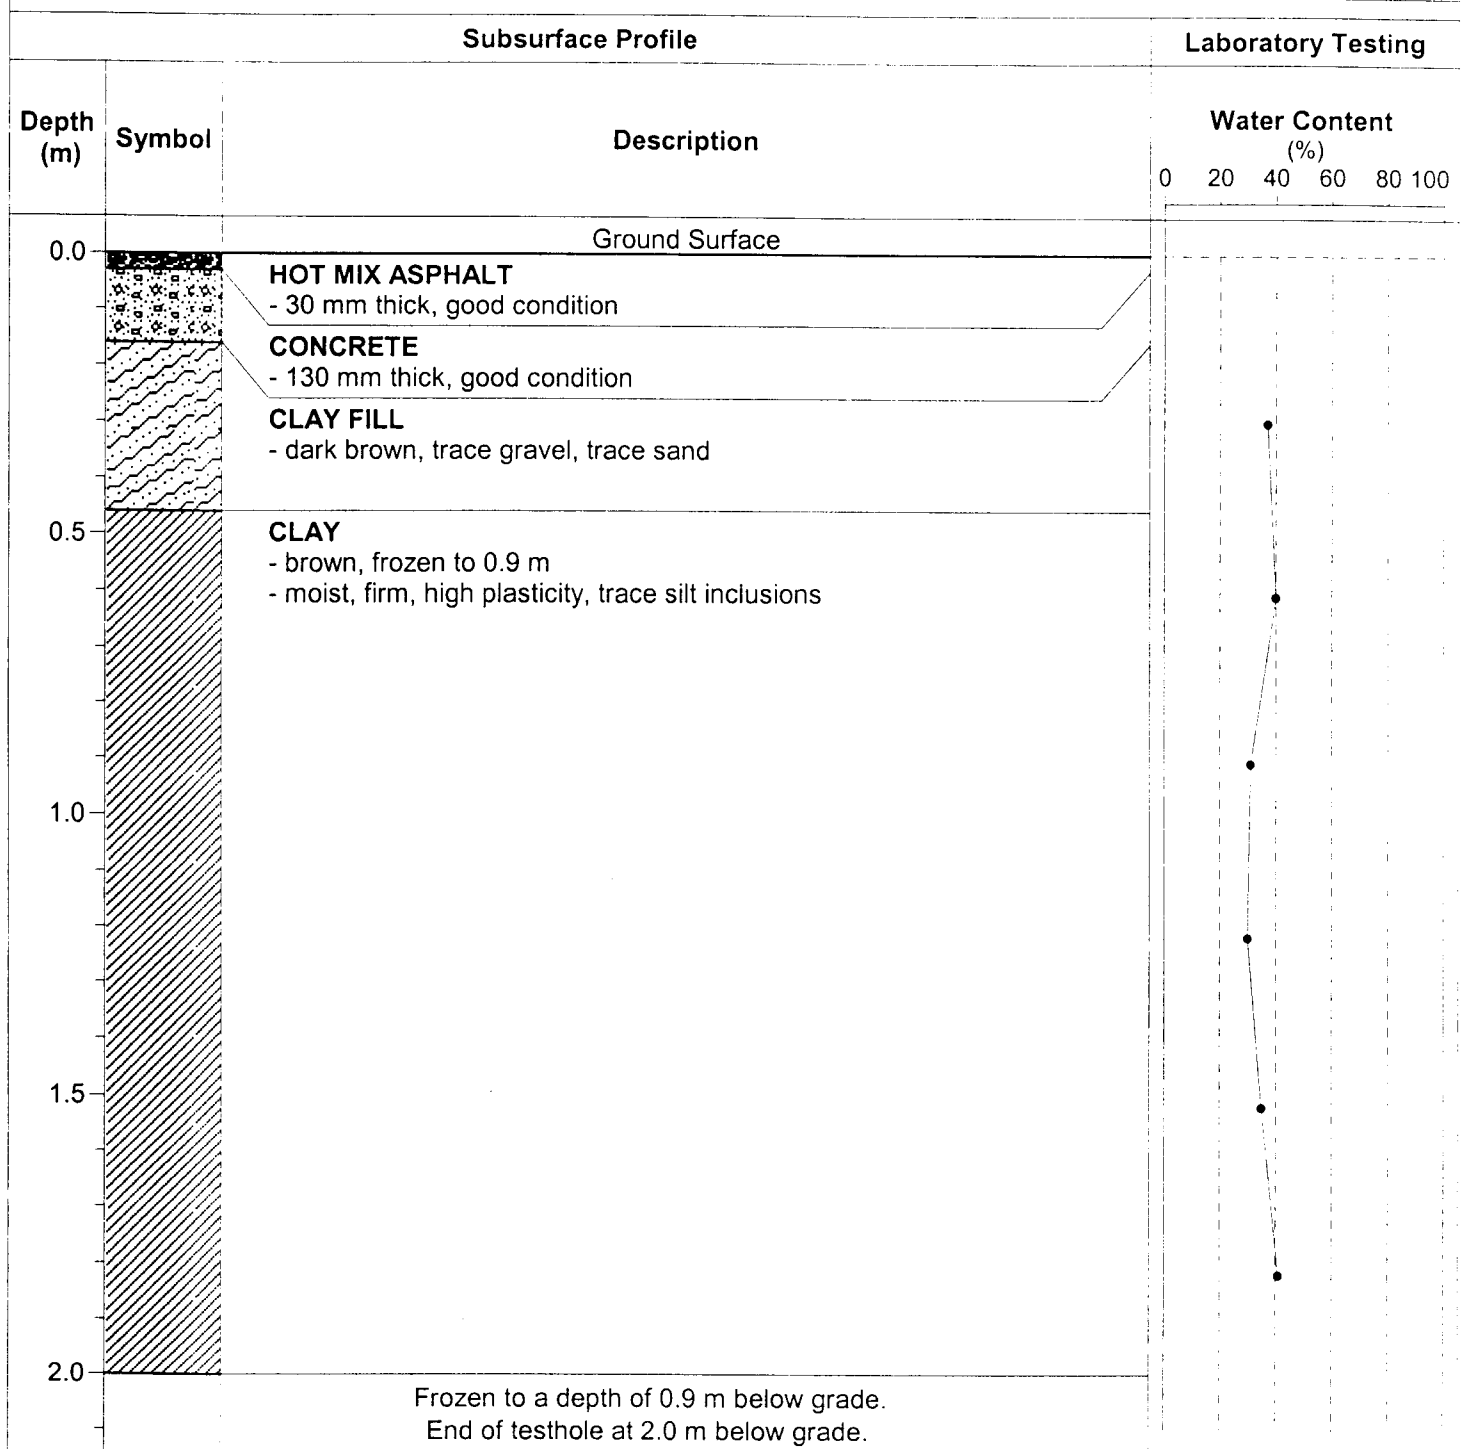 Subsurface Profile
Laboratory Testing
Depth
(m)
Symbol
Description
Water Content
(%)
0 20 40 60 80 100
Ground Surface
0.0
HOT MIX ASPHALT
- 30 mm thick, good condition
CONCRETE
- 130 mm thick, good condition
CLAY FILL
- dark brown, trace gravel, trace sand
0.5
CLAY
- brown, frozen to 0.9 m
- moist, firm, high plasticity, trace silt inclusions
1.0
1.5
2.0
Frozen to a depth of 0.9 m below grade.
End of testhole at 2.0 m below grade.